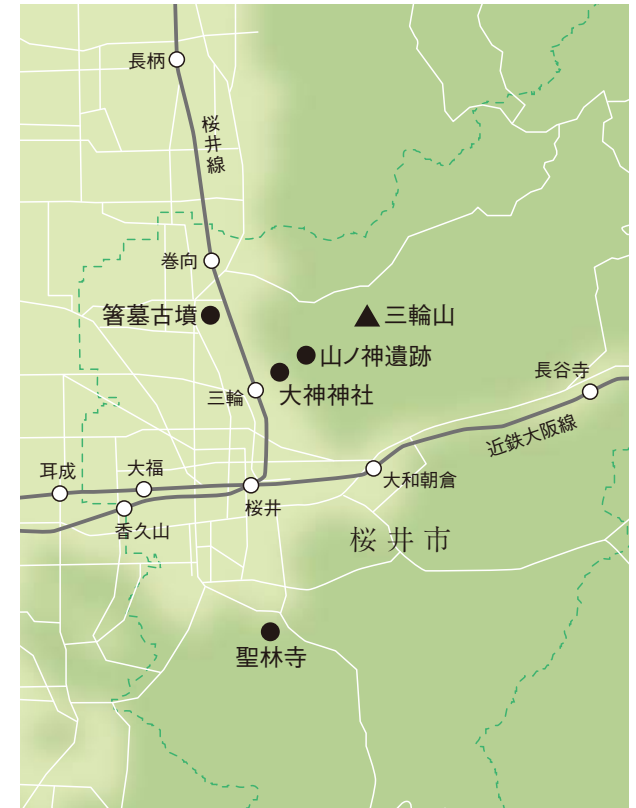 長柄
桜井線
巻向
箸墓古墳
三輪山
山ノ神遺跡
大神神社
三輪
長谷寺
近鉄大阪線
耳成
大福
桜井
大和朝倉
香久山
桜井市
聖林寺